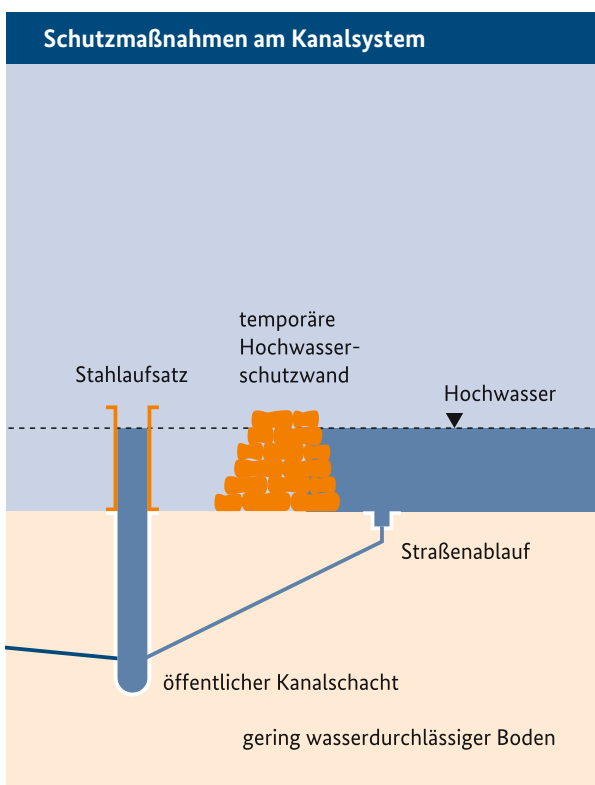 Schutzmaßnahmen am Kanalsystem
temporäre
Hochwasser-
schutzwand
Stahlaufsatz
Hochwasser
Straßenablauf
öffentlicher Kanalschacht
gering wasserdurchlässiger Boden